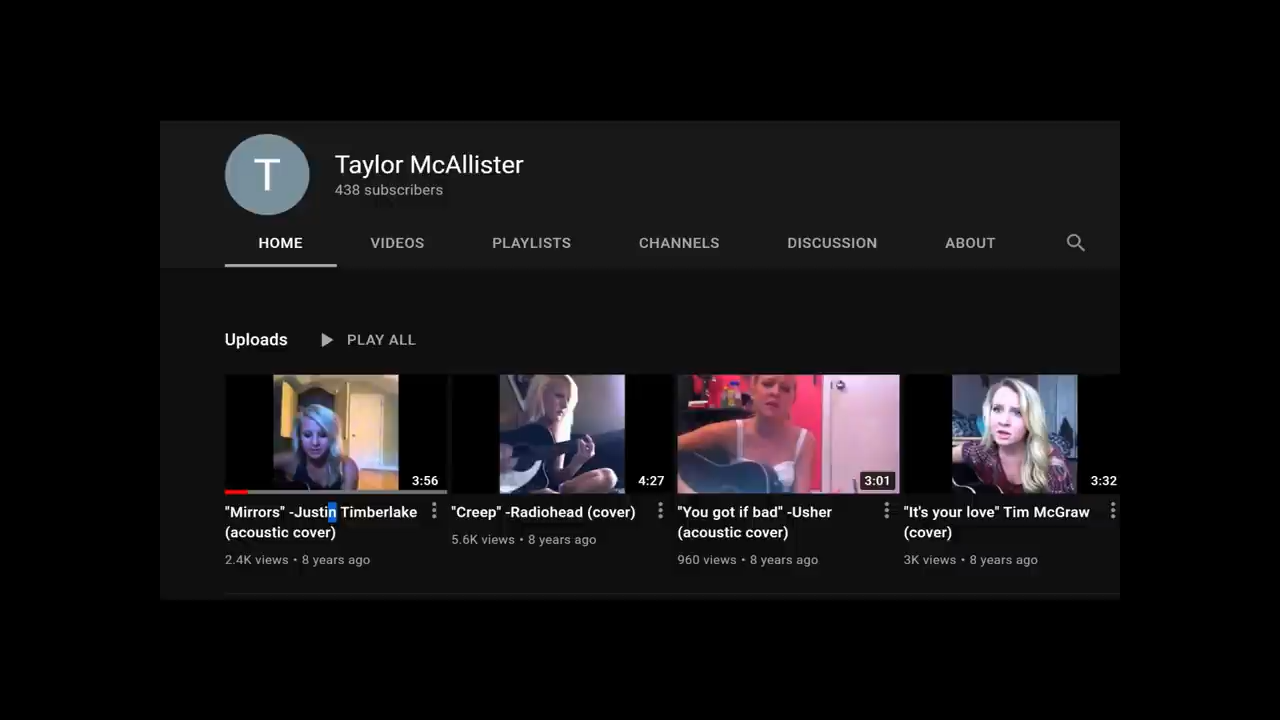 T
Taylor McAllister
438 subscribers
HOME VIDEOS PLAYLISTS CHANNELS DISCUSSION ABOUT
Uploads PLAY ALL
3:56 4:27 3:01 3:32
"Mirrors" -Justin Timberlake
(acoustic cover)
2.4K views • 8 years ago
"Creep" -Radiohead (cover)
5.6K views • 8 years ago
"You got if bad" -Usher
(acoustic cover)
960 views • 8 years ago
"It's your love" Tim McGraw
(cover)
3K views • 8 years ago